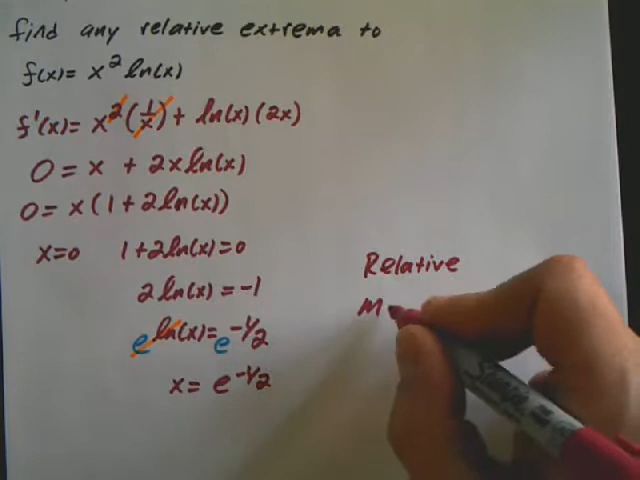 find any relative extrema to
f(x)= x² ln(x)
f'(x)= x²(1/x) + ln(x)(2x)
0 = x + 2x ln(x)
0 = x(1+2ln(x))
x=0 1+2ln(x)=0
2ln(x) = -1
e ln(x) = e -1/2
x = e^-1/2
Relative
M